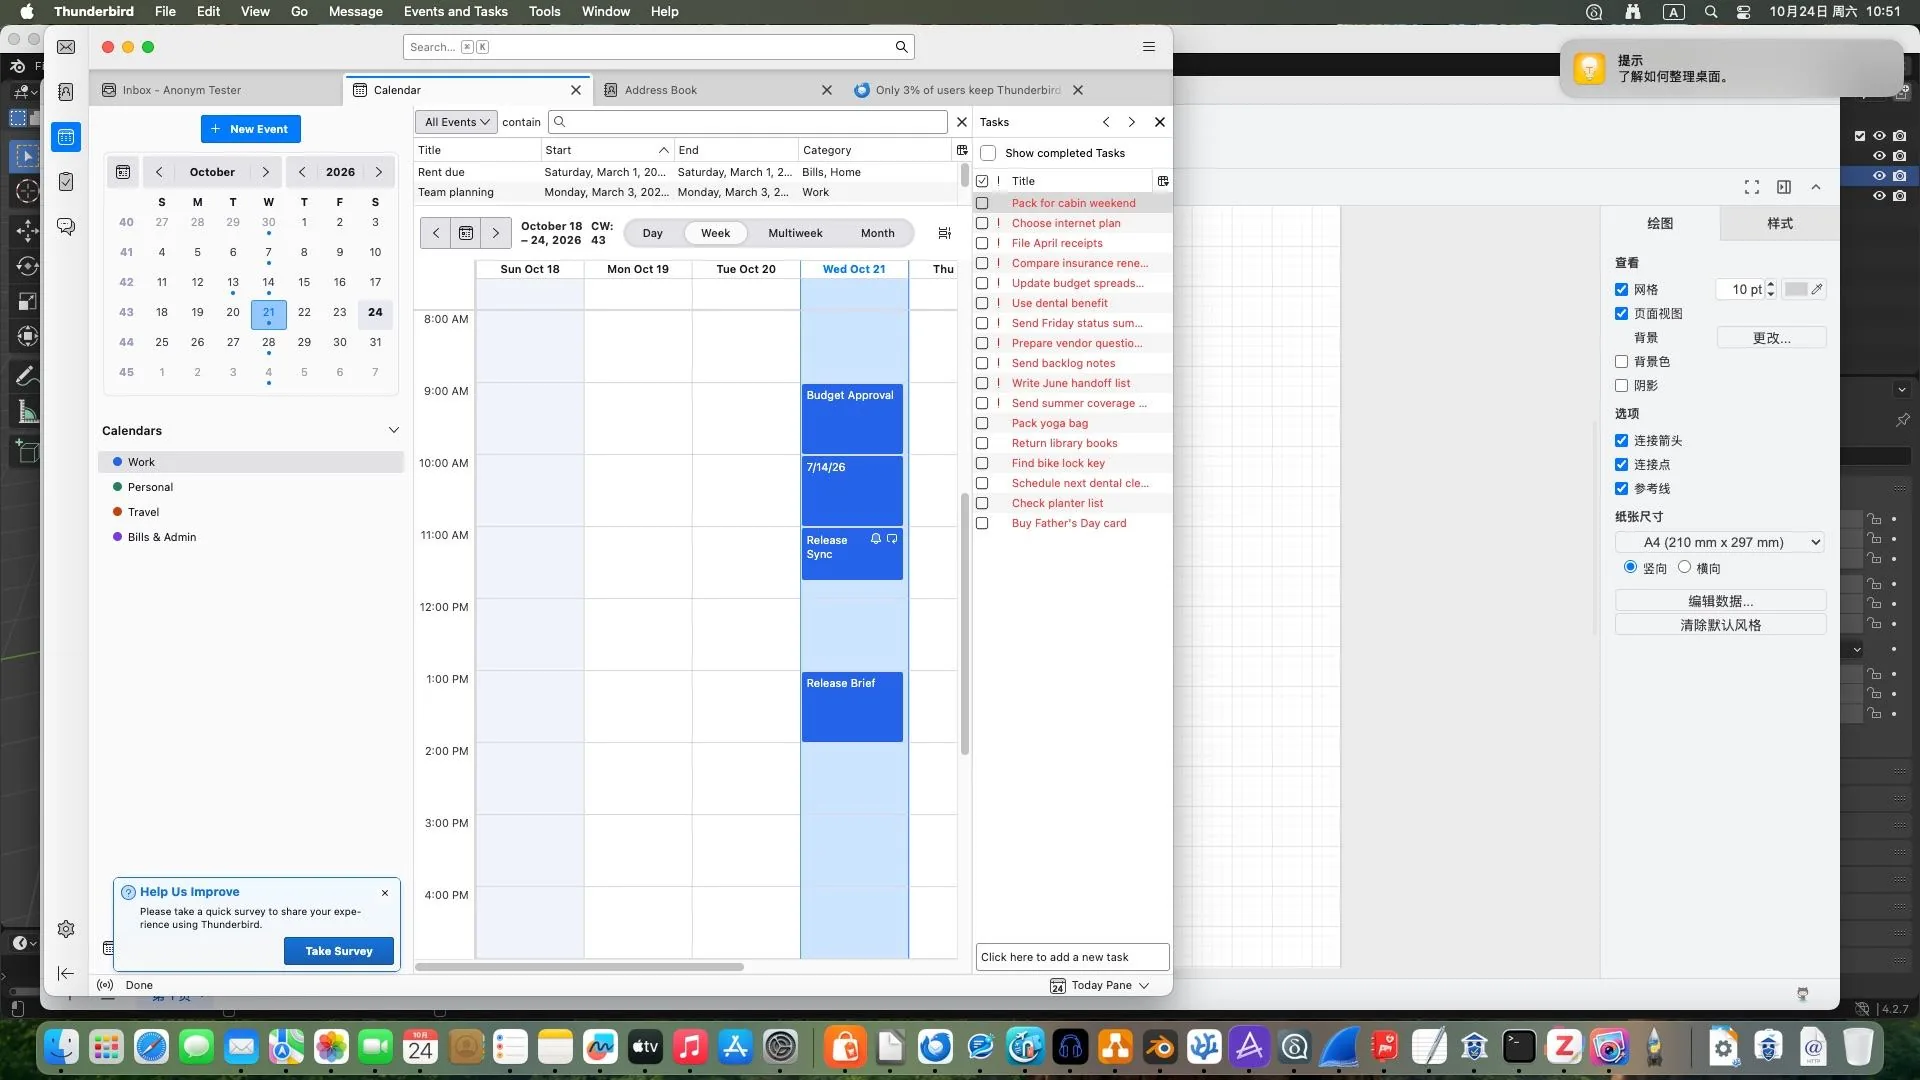 Thunderbird File Edit View Go Message Events and Tasks Tools Window Help
A 10月24日 周六 10:51
Search... ⌘ K
提示
了解如何整理桌面。
Inbox - Anonym Tester
Calendar
Address Book
Only 3% of users keep Thunderbird
+ New Event
October 2026
S M T W T F S
40 27 28 29 30 1 2 3
41 4 5 6 7 8 9 10
42 11 12 13 14 15 16 17
43 18 19 20 21 22 23 24
44 25 26 27 28 29 30 31
45 1 2 3 4 5 6 7
Calendars
Work
Personal
Travel
Bills & Admin
Help Us Improve
Please take a quick survey to share your expe-
rience using Thunderbird.
Take Survey
Done
All Events contain
Title Start End Category
Rent due Saturday, March 1, 20... Saturday, March 1, 2... Bills, Home
Team planning Monday, March 3, 202... Monday, March 3, 2... Work
October 18 – 24, 2026 CW: 43
Day Week Multiweek Month
Sun Oct 18 Mon Oct 19 Tue Oct 20 Wed Oct 21 Thu
8:00 AM
9:00 AM
Budget Approval
10:00 AM
7/14/26
11:00 AM
Release Sync
12:00 PM
1:00 PM
Release Brief
2:00 PM
3:00 PM
4:00 PM
Tasks
Show completed Tasks
! Title
Pack for cabin weekend
! Choose internet plan
! File April receipts
! Compare insurance rene...
! Update budget spreads...
! Use dental benefit
! Send Friday status sum...
! Prepare vendor questio...
! Send backlog notes
! Write June handoff list
! Send summer coverage ...
Pack yoga bag
Return library books
Find bike lock key
Schedule next dental cle...
Check planter list
Buy Father's Day card
Click here to add a new task
24 Today Pane
绘图 样式
查看
网格 10 pt
页面视图
背景 更改...
背景色
阴影
选项
连接箭头
连接点
参考线
纸张尺寸
A4 (210 mm x 297 mm)
竖向 横向
编辑数据...
清除默认风格
4.2.7
10月
24
tv